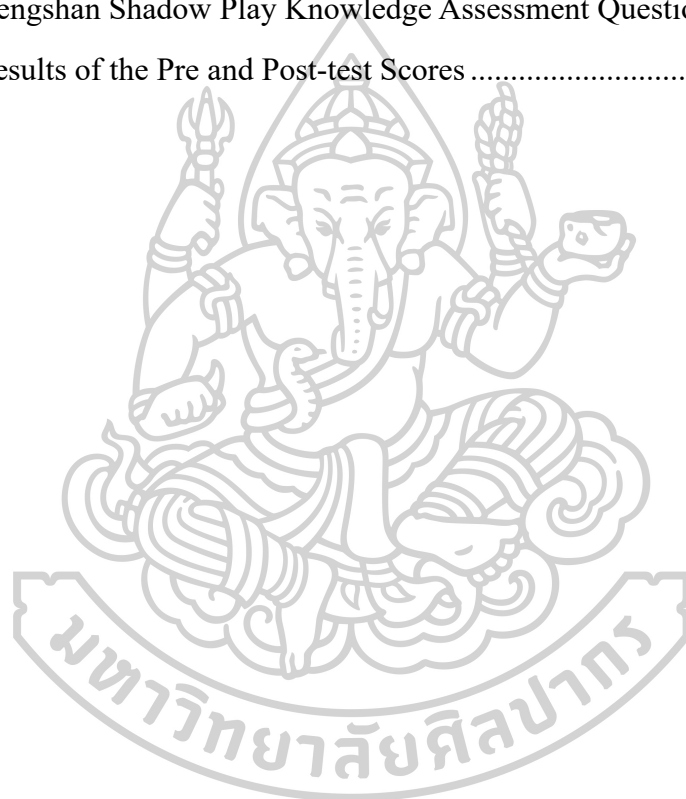 engshan Shadow Play Knowledge Assessment Questio
esults of the Pre and Post-test Scores ...........................
มหาวิทยาลัยศิลปากร